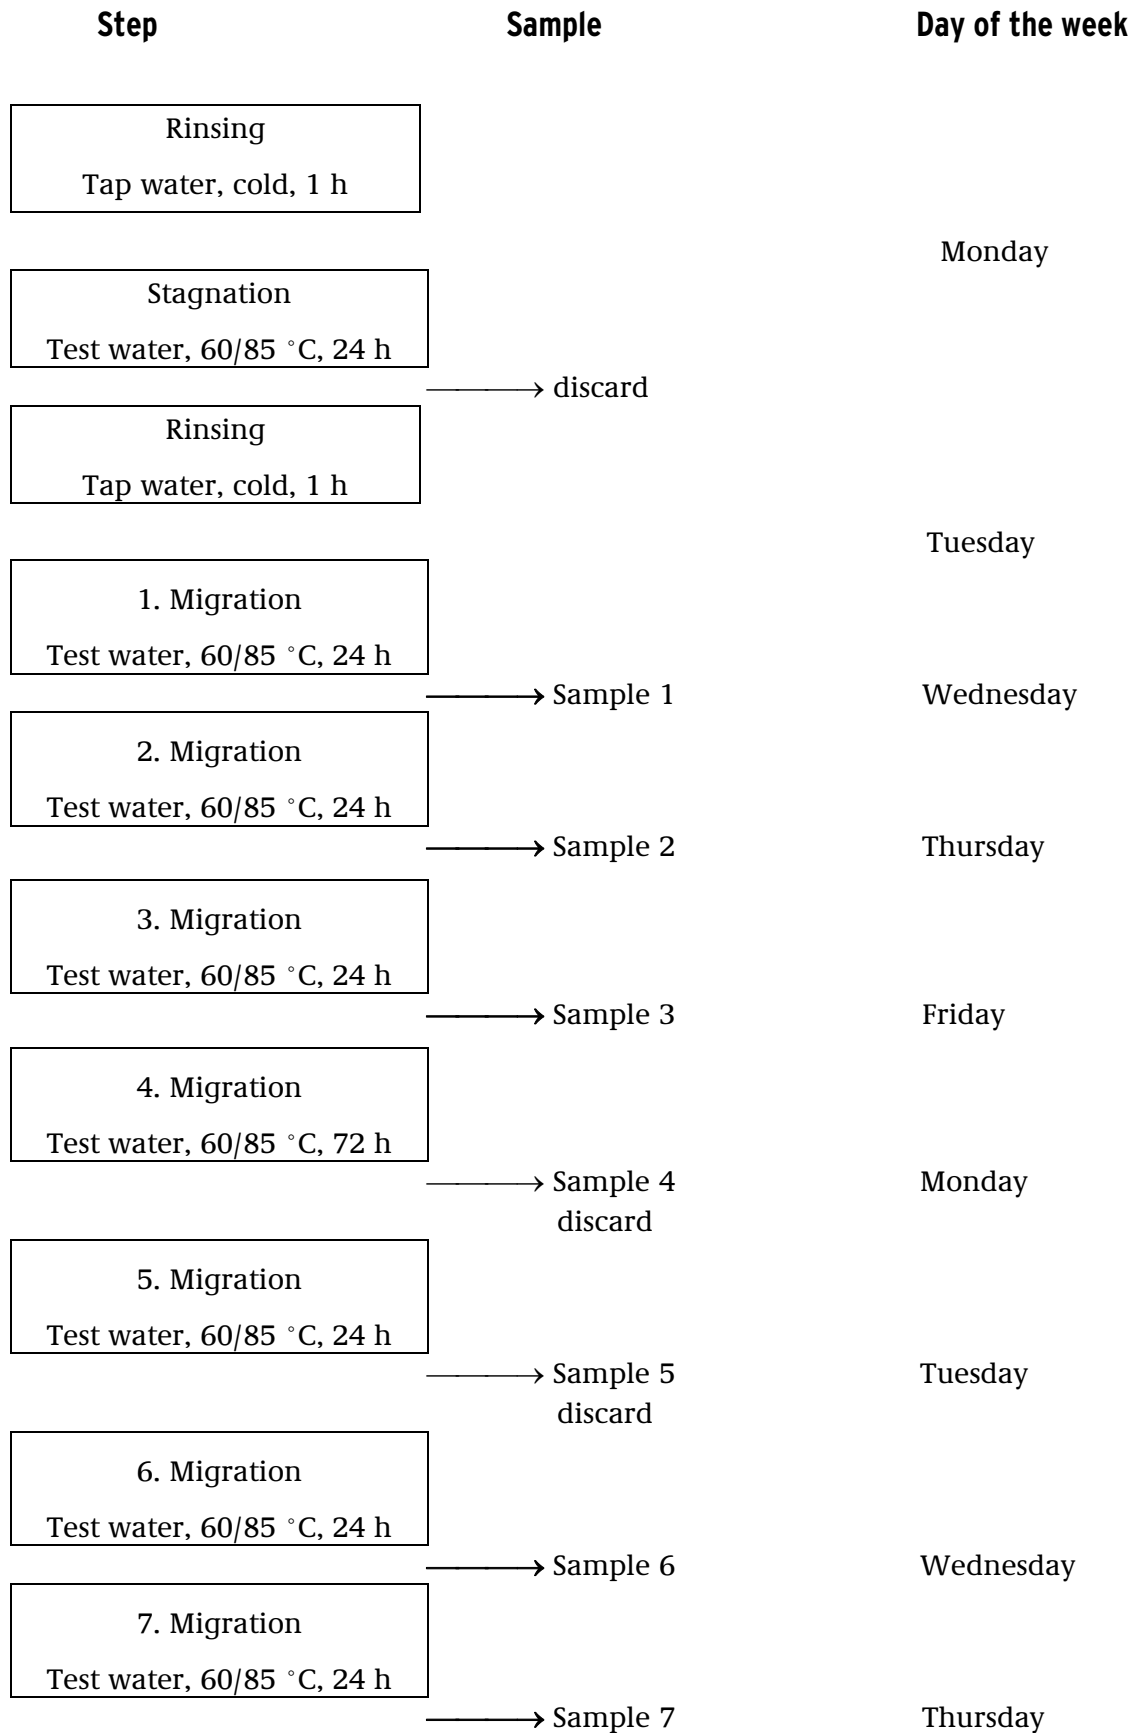 Step Sample Day of the week
Rinsing
Tap water, cold, 1 h
Monday
Stagnation
Test water, 60/85 °C, 24 h
discard
Rinsing
Tap water, cold, 1 h
Tuesday
1. Migration
Test water, 60/85 °C, 24 h
Sample 1 Wednesday
2. Migration
Test water, 60/85 °C, 24 h
Sample 2 Thursday
3. Migration
Test water, 60/85 °C, 24 h
Sample 3 Friday
4. Migration
Test water, 60/85 °C, 72 h
Sample 4 Monday
discard
5. Migration
Test water, 60/85 °C, 24 h
Sample 5 Tuesday
discard
6. Migration
Test water, 60/85 °C, 24 h
Sample 6 Wednesday
7. Migration
Test water, 60/85 °C, 24 h
Sample 7 Thursday